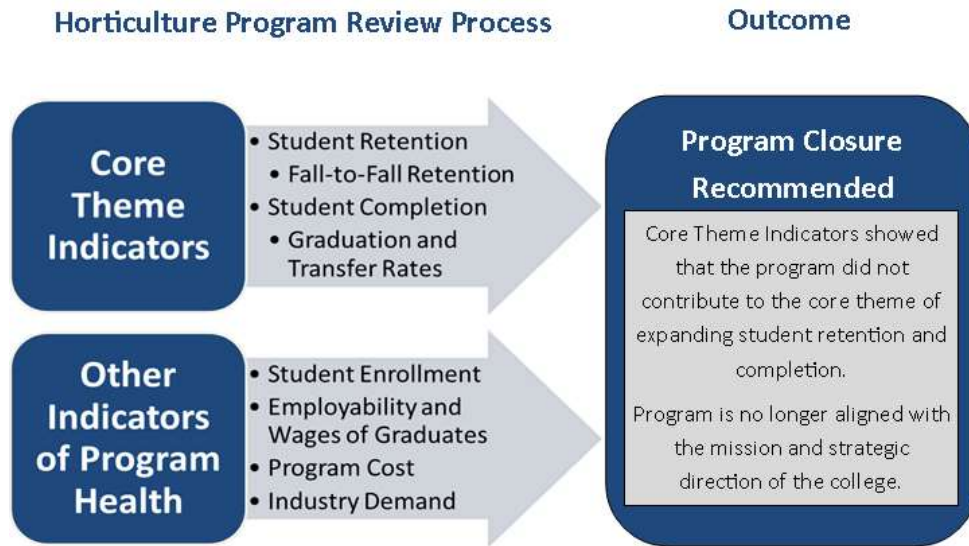 Horticulture Program Review Process
Outcome
Core
Theme
Indicators
• Student Retention
• Fall-to-Fall Retention
• Student Completion
• Graduation and
Transfer Rates
Other
Indicators
of Program
Health
• Student Enrollment
• Employability and
Wages of Graduates
• Program Cost
• Industry Demand
Program Closure
Recommended
Core Theme Indicators showed
that the program did not
contribute to the core theme of
expanding student retention and
completion.
Program is no longer aligned with
the mission and strategic
direction of the college.